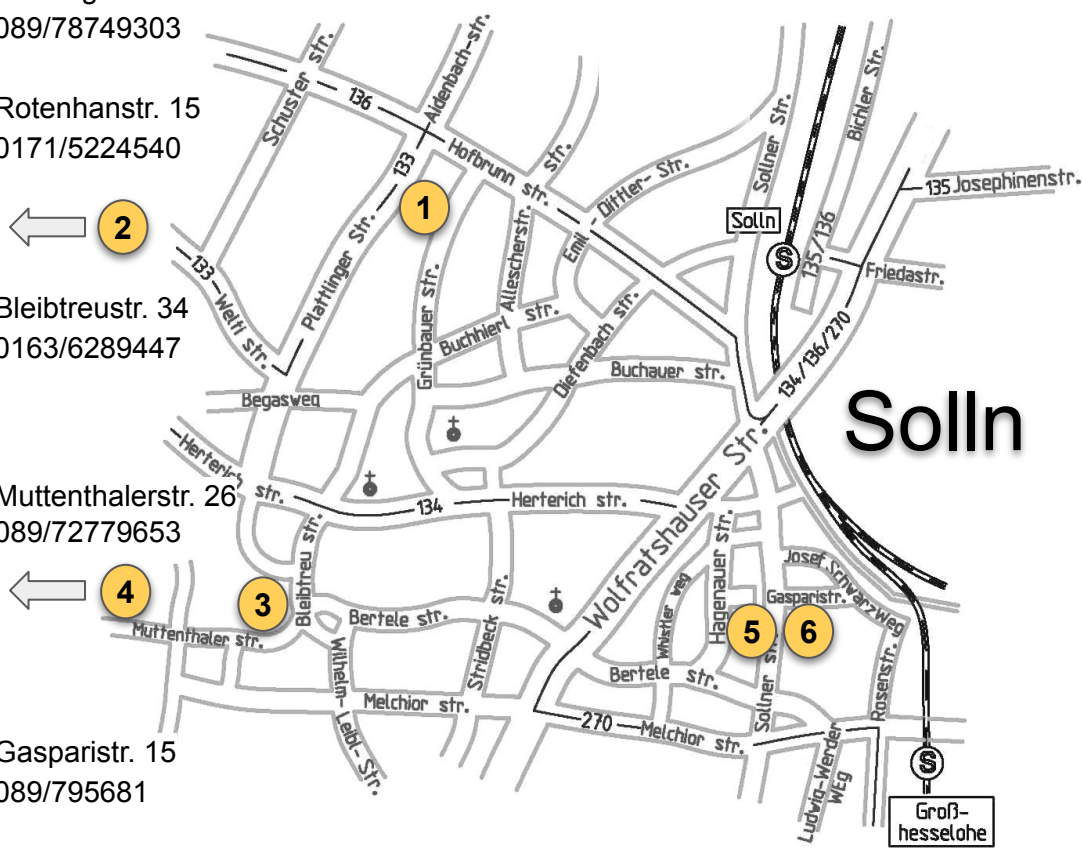 089/78749303
Rotenhanstr. 15
0171/5224540
Bleibtreustr. 34
0163/6289447
Muttenthalerstr. 26
089/72779653
Gasparistr. 15
089/795681
Solln
1
2
3
4
5
6
Schuster str.
136
Aidenbach-str.
133
Hofbrunn str.
str.
Plattlinger Str.
133
Welti str.
Grünbauer str.
Allescherstr.
Emil - Dittler- Str.
Buchhierl str.
Diefenbach str.
Buchauer str.
Begasweg
Sollner Str.
Bichler Str.
Solln
S
135/136
135 Josephinenstr.
Friedastr.
134/136/270
Herterich str.
134
Herterich str.
Wolfratshauser Str.
Bleibtreu str.
Bertele str.
Muttenthaler str.
Wilhelm- Leibl- Str.
Melchior str.
Stridbeck str.
Whistler weg
Hagenauer str.
Josef.Schwarzweg
Gasparistr.
Sollner str.
Bertele str.
Rosenstr.
270
Melchior str.
Ludwig-Werder
WEg
S
Groß-
hesselohe